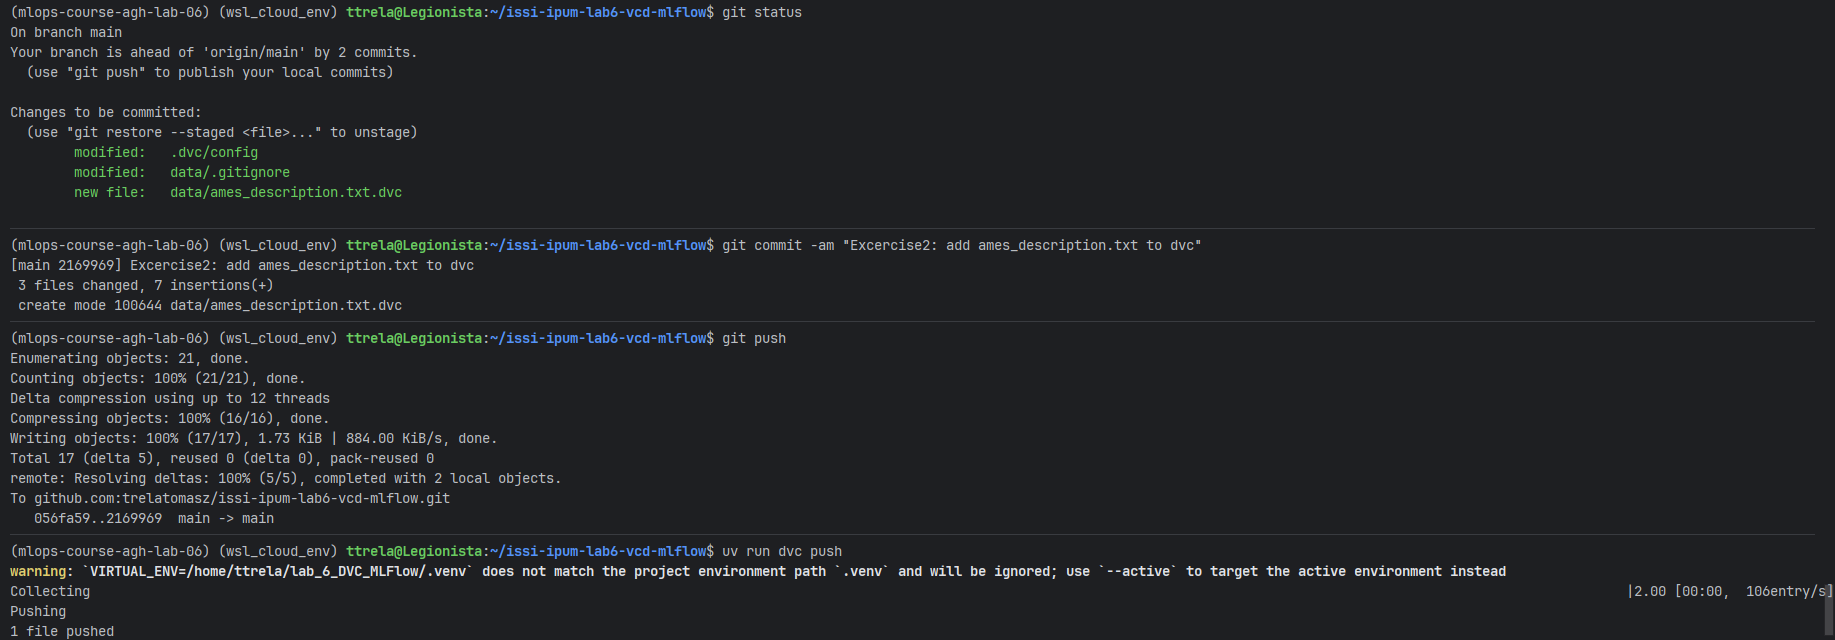 (mlops-course-agh-lab-06) (wsl_cloud_env) ttrela@Legionista:~/issi-ipum-lab6-vcd-mlflow$ git status
On branch main
Your branch is ahead of 'origin/main' by 2 commits.
  (use "git push" to publish your local commits)

Changes to be committed:
  (use "git restore --staged <file>..." to unstage)
        modified:   .dvc/config
        modified:   data/.gitignore
        new file:   data/ames_description.txt.dvc

(mlops-course-agh-lab-06) (wsl_cloud_env) ttrela@Legionista:~/issi-ipum-lab6-vcd-mlflow$ git commit -am "Excercise2: add ames_description.txt to dvc"
[main 2169969] Excercise2: add ames_description.txt to dvc
 3 files changed, 7 insertions(+)
 create mode 100644 data/ames_description.txt.dvc
(mlops-course-agh-lab-06) (wsl_cloud_env) ttrela@Legionista:~/issi-ipum-lab6-vcd-mlflow$ git push
Enumerating objects: 21, done.
Counting objects: 100% (21/21), done.
Delta compression using up to 12 threads
Compressing objects: 100% (16/16), done.
Writing objects: 100% (17/17), 1.73 KiB | 884.00 KiB/s, done.
Total 17 (delta 5), reused 0 (delta 0), pack-reused 0
remote: Resolving deltas: 100% (5/5), completed with 2 local objects.
To github.com:trelatomasz/issi-ipum-lab6-vcd-mlflow.git
   056fa59..2169969  main -> main
(mlops-course-agh-lab-06) (wsl_cloud_env) ttrela@Legionista:~/issi-ipum-lab6-vcd-mlflow$ uv run dvc push
warning: `VIRTUAL_ENV=/home/ttrela/lab_6_DVC_MLFlow/.venv` does not match the project environment path `.venv` and will be ignored; use `--active` to target the active environment instead
Collecting |2.00 [00:00,  106entry/s]
Pushing
1 file pushed